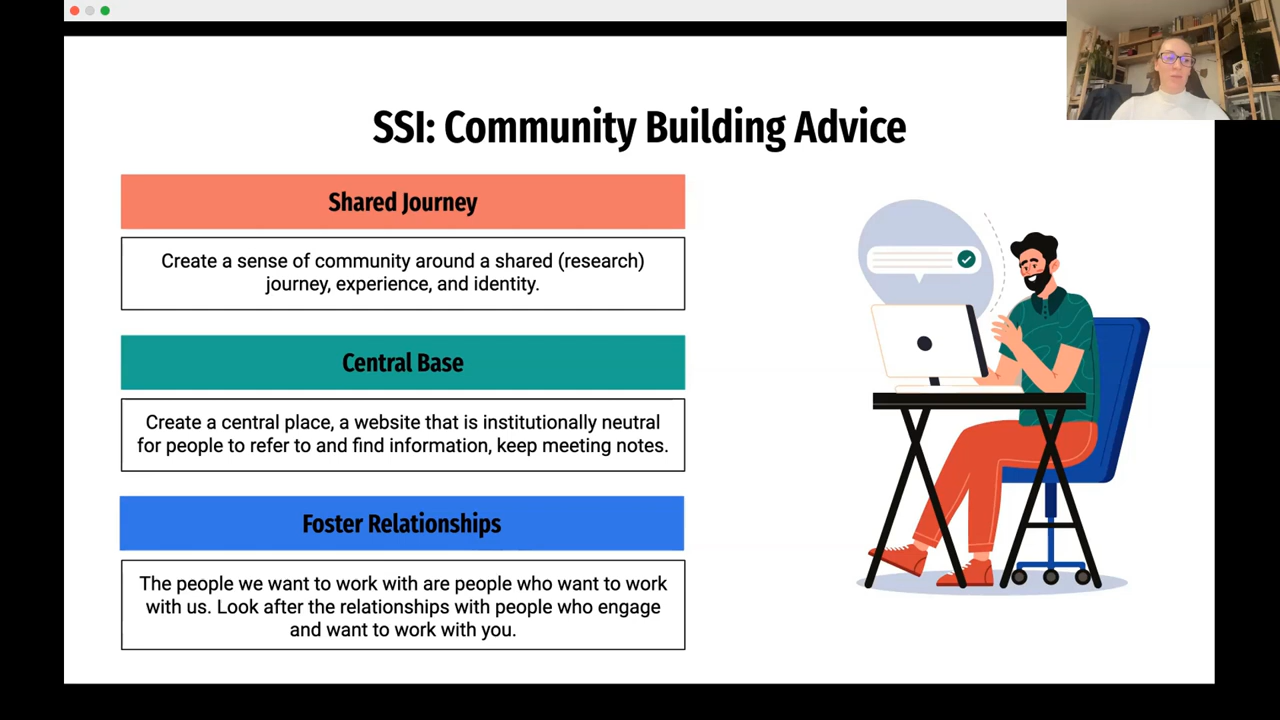 SSI: Community Building Advice
Shared Journey
Create a sense of community around a shared (research)
journey, experience, and identity.
Central Base
Create a central place, a website that is institutionally neutral
for people to refer to and find information, keep meeting notes.
Foster Relationships
The people we want to work with are people who want to work
with us. Look after the relationships with people who engage
and want to work with you.